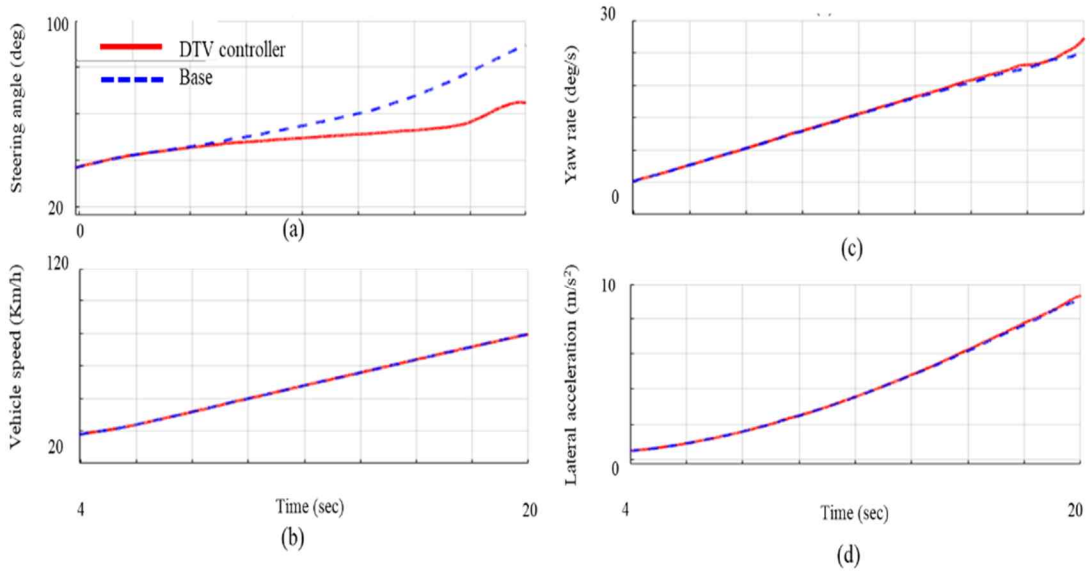 100
Steering angle (deg)
DTV controller
Base
20
0
(a)
30
Yaw rate (deg/s)
0
(c)
120
Vehicle speed (Km/h)
20
4
Time (sec)
20
(b)
10
Lateral acceleration (m/s²)
0
4
Time (sec)
20
(d)